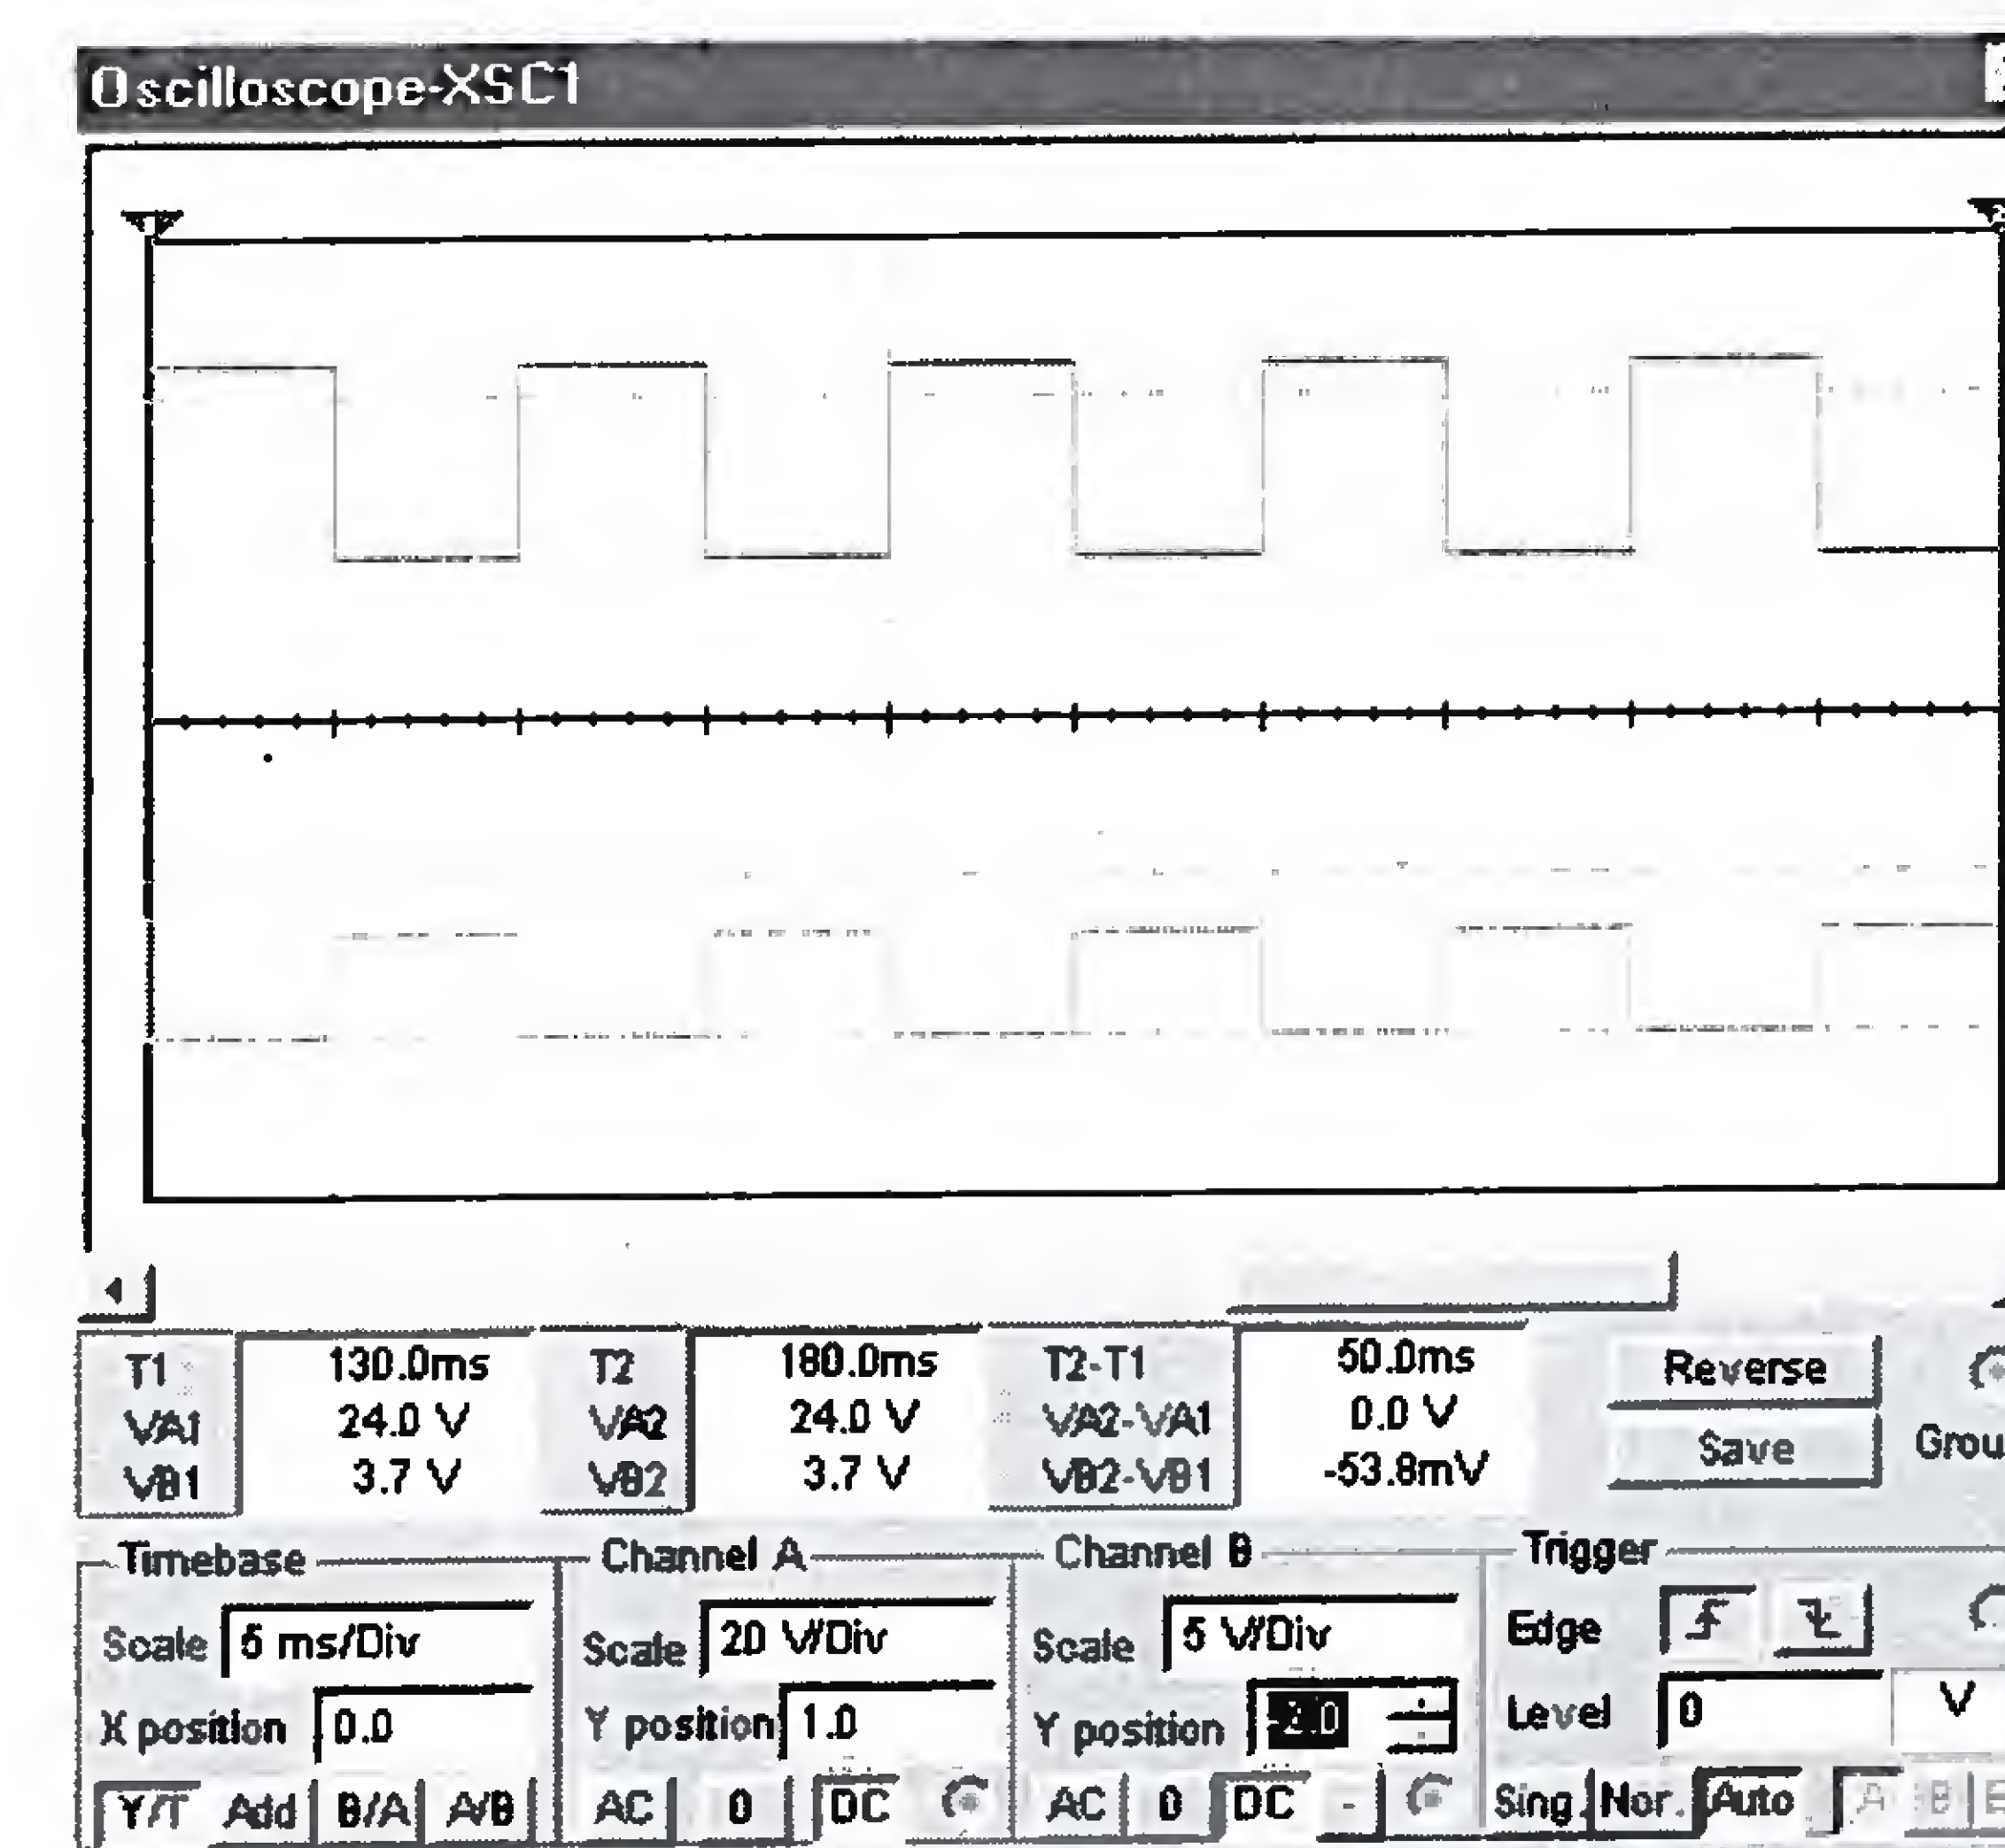 Oscilloscope-XSC1
T1 130.0ms T2 180.0ms T2-T1 50.0ms Reverse
VA1 24.0 V VA2 24.0 V VA2-VA1 0.0 V
VB1 3.7 V VB2 3.7 V VB2-VB1 -53.8mV Save Grou
Timebase Channel A Channel B Trigger
Scale 5 ms/Div Scale 20 V/Div Scale 5 V/Div Edge
X position 0.0 Y position 1.0 Y position -2.0 Level 0 V
Y/T Add B/A A/B AC 0 DC AC 0 DC - Sing. Nor. Auto A B E